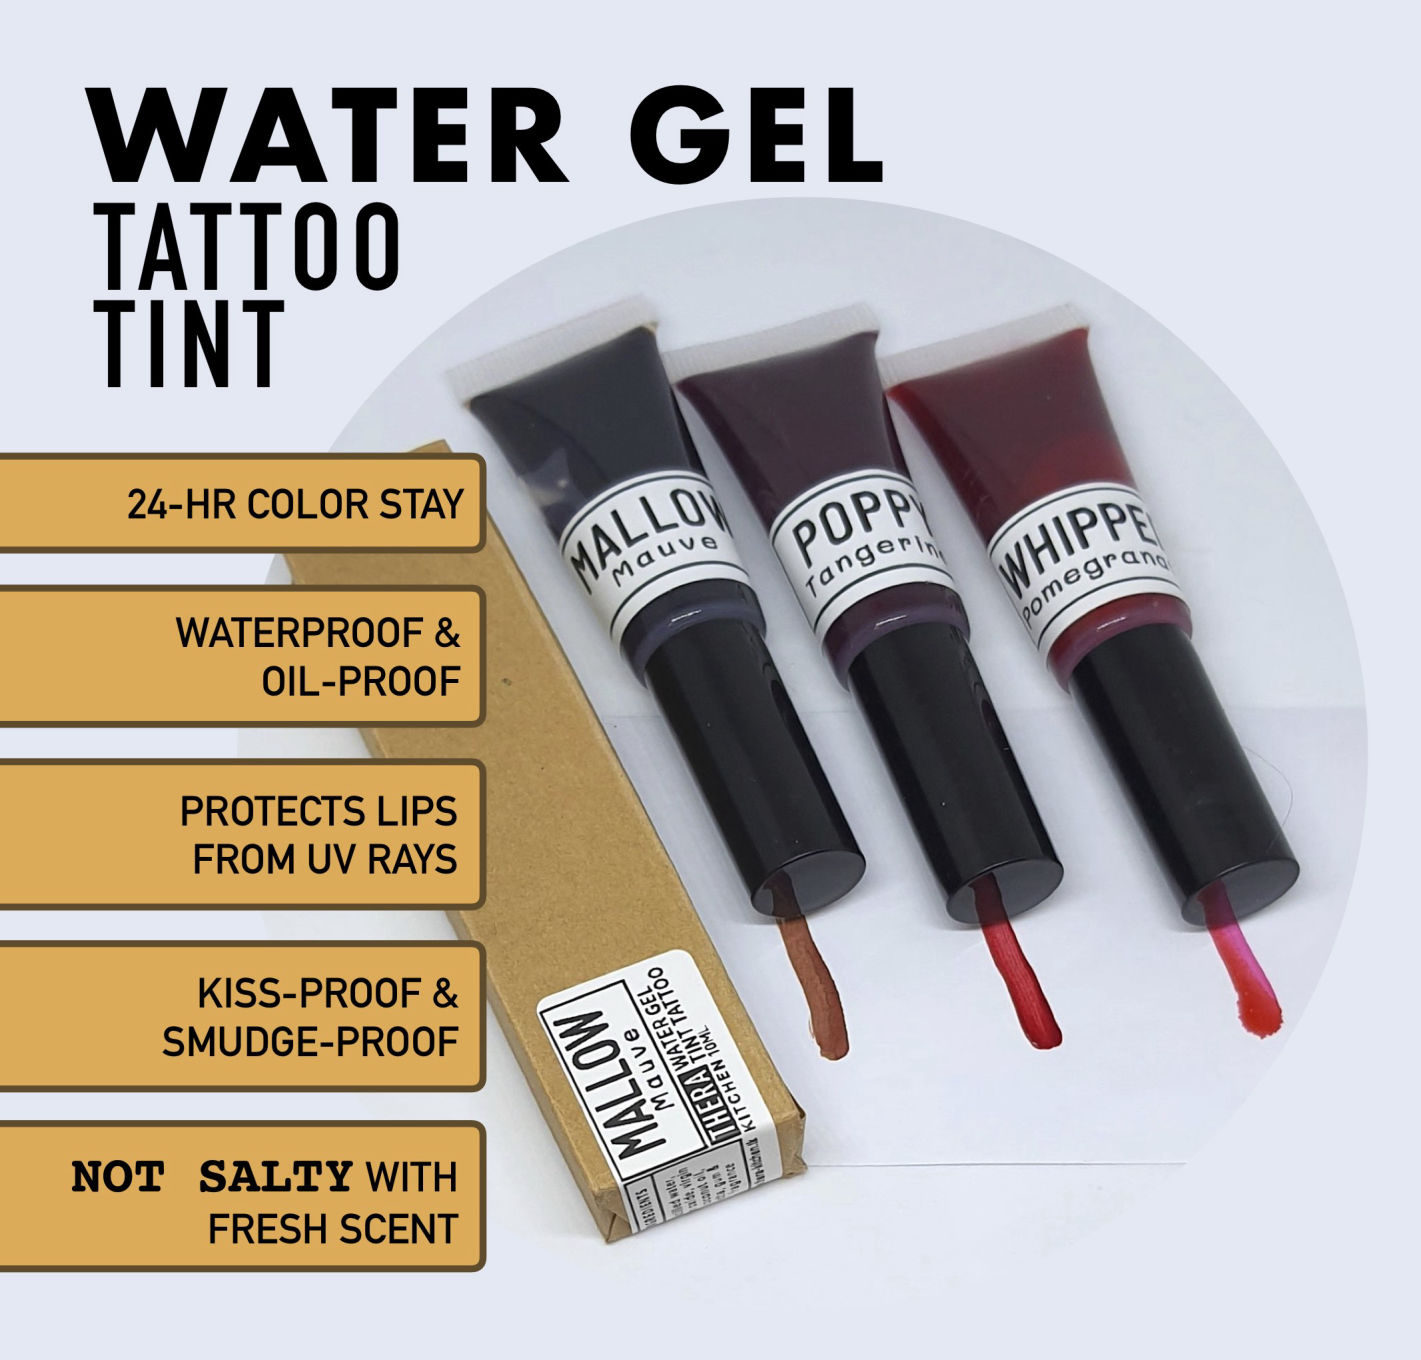 WATER GEL
TATTOO
TINT
24-HR COLOR STAY
WATERPROOF &
OIL-PROOF
PROTECTS LIPS
FROM UV RAYS
KISS-PROOF &
SMUDGE-PROOF
NOT SALTY WITH
FRESH SCENT
MALLOW
Mauve
POPPY
Tangerin
WHIPPE
Pomegrana
MALLOW
Mauve
THERA WATER GEL
KITCHEN 10ML TINT TATTOO